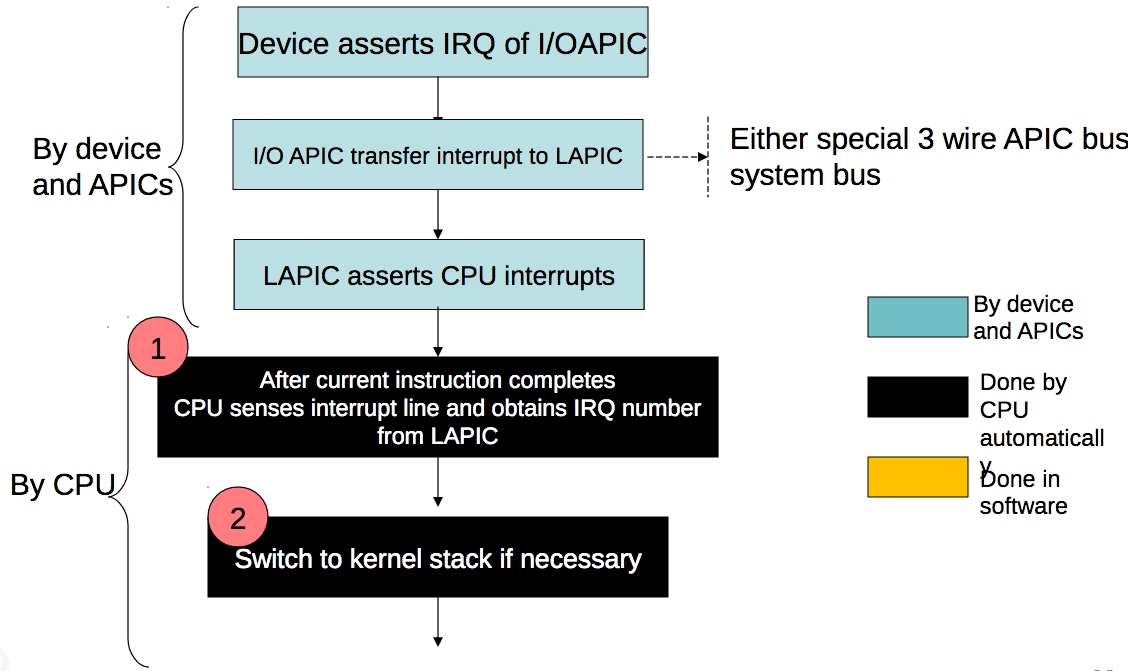 Device asserts IRQ of I/OAPIC
By device
and APICs
I/O APIC transfer interrupt to LAPIC
Either special 3 wire APIC bus
system bus
LAPIC asserts CPU interrupts
By device
and APICs
1
After current instruction completes
CPU senses interrupt line and obtains IRQ number
from LAPIC
Done by
CPU
automaticall
y
Done in
software
By CPU
2
Switch to kernel stack if necessary